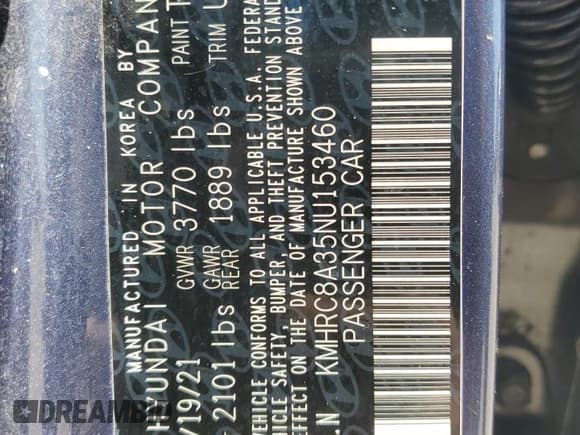 MANUFACTURED IN KOREA BY
HYUNDAI MOTOR COMPAN
/19/21 GVWR 3770 lbs PAINT T
2101 lbs GAWR REAR 1889 lbs TRIM
VEHICLE CONFORMS TO ALL APPLICABLE U.S.A. FEDERA
SAFETY, BUMPER, AND THEFT PREVENTION STAND
EFFECT ON THE DATE OF MANUFACTURE SHOWN ABOVE
.N KMHRC8A35NU153460
PASSENGER CAR
DREAMBID